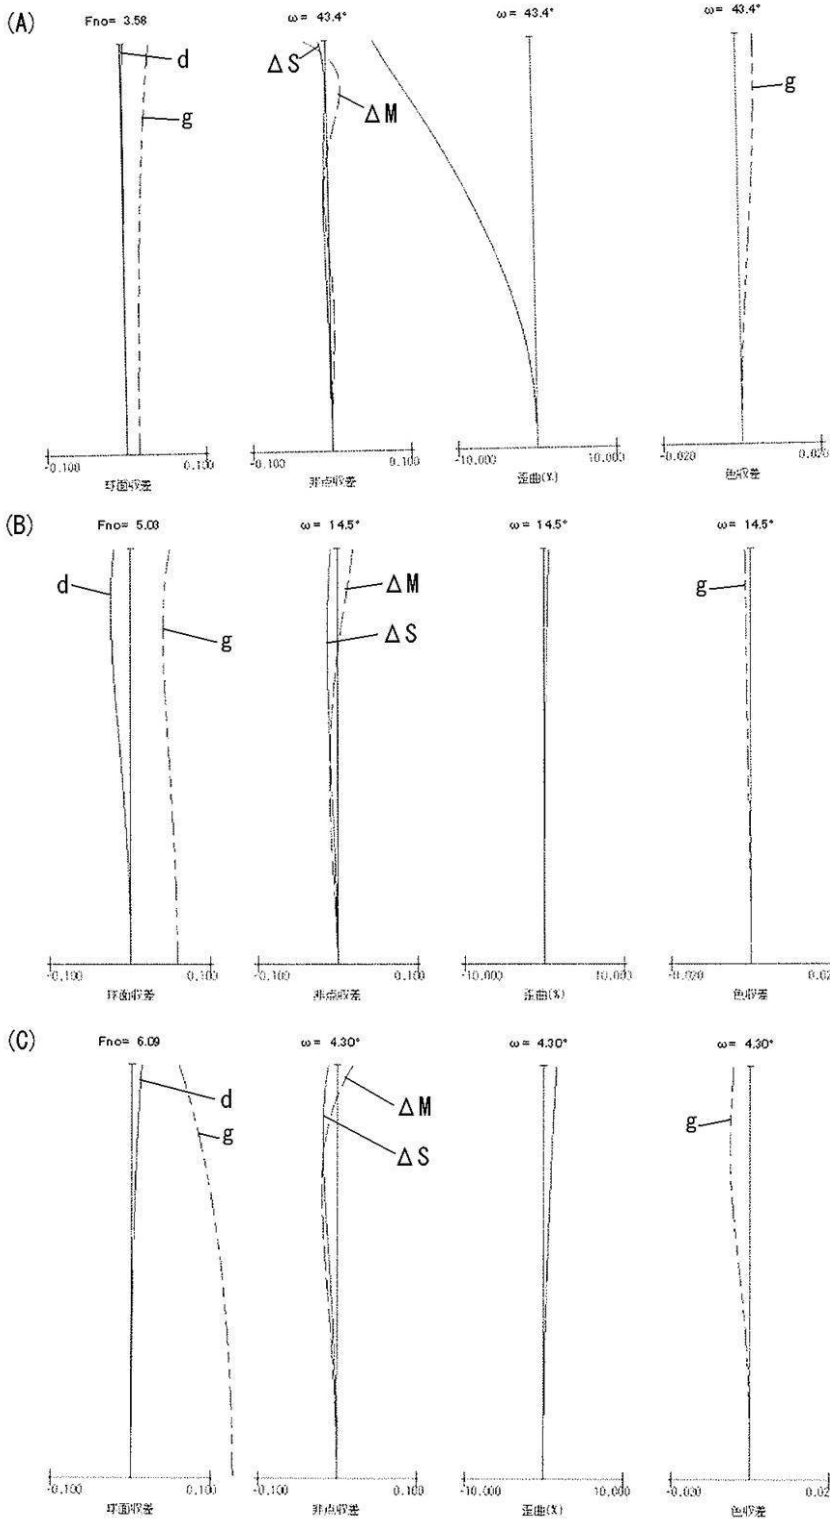 (A)
Fno= 3.58
ω= 43.4°
ω= 43.4°
ω= 43.4°
d
g
ΔS
ΔM
g
-0.100 0.100
球面収差
-0.100 0.100
非点収差
-10.000 10.000
歪曲(%)
-0.020 0.020
色収差
(B)
Fno= 5.03
ω= 14.5°
ω= 14.5°
ω= 14.5°
d
g
ΔM
ΔS
g
-0.100 0.100
球面収差
-0.100 0.100
非点収差
-10.000 10.000
歪曲(%)
-0.020 0.02
色収差
(C)
Fno= 6.09
ω= 4.30°
ω= 4.30°
ω= 4.30°
d
g
ΔM
ΔS
g
-0.100 0.100
球面収差
-0.100 0.100
非点収差
-10.000 10.000
歪曲(%)
-0.020 0.02
色収差